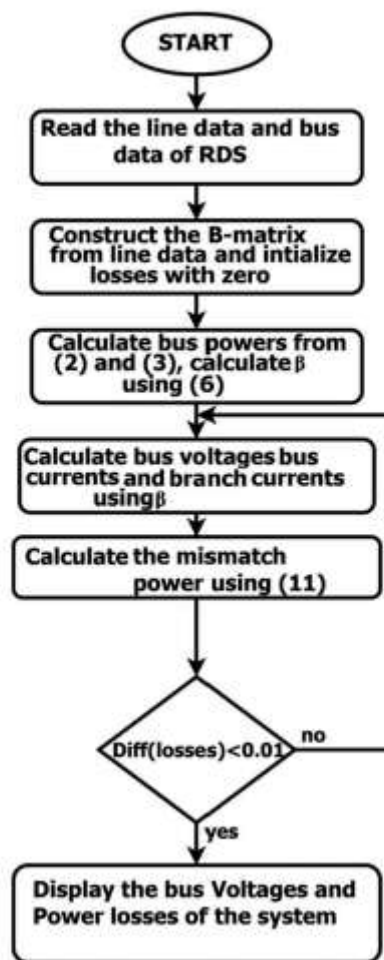 START
Read the line data and bus
data of RDS
Construct the B-matrix
from line data and intialize
losses with zero
Calculate bus powers from
(2) and (3), calculate β
using (6)
Calculate bus voltages bus
currents and branch currents
using β
Calculate the mismatch
power using (11)
Diff(losses)<0.01
no
yes
Display the bus Voltages and
Power losses of the system